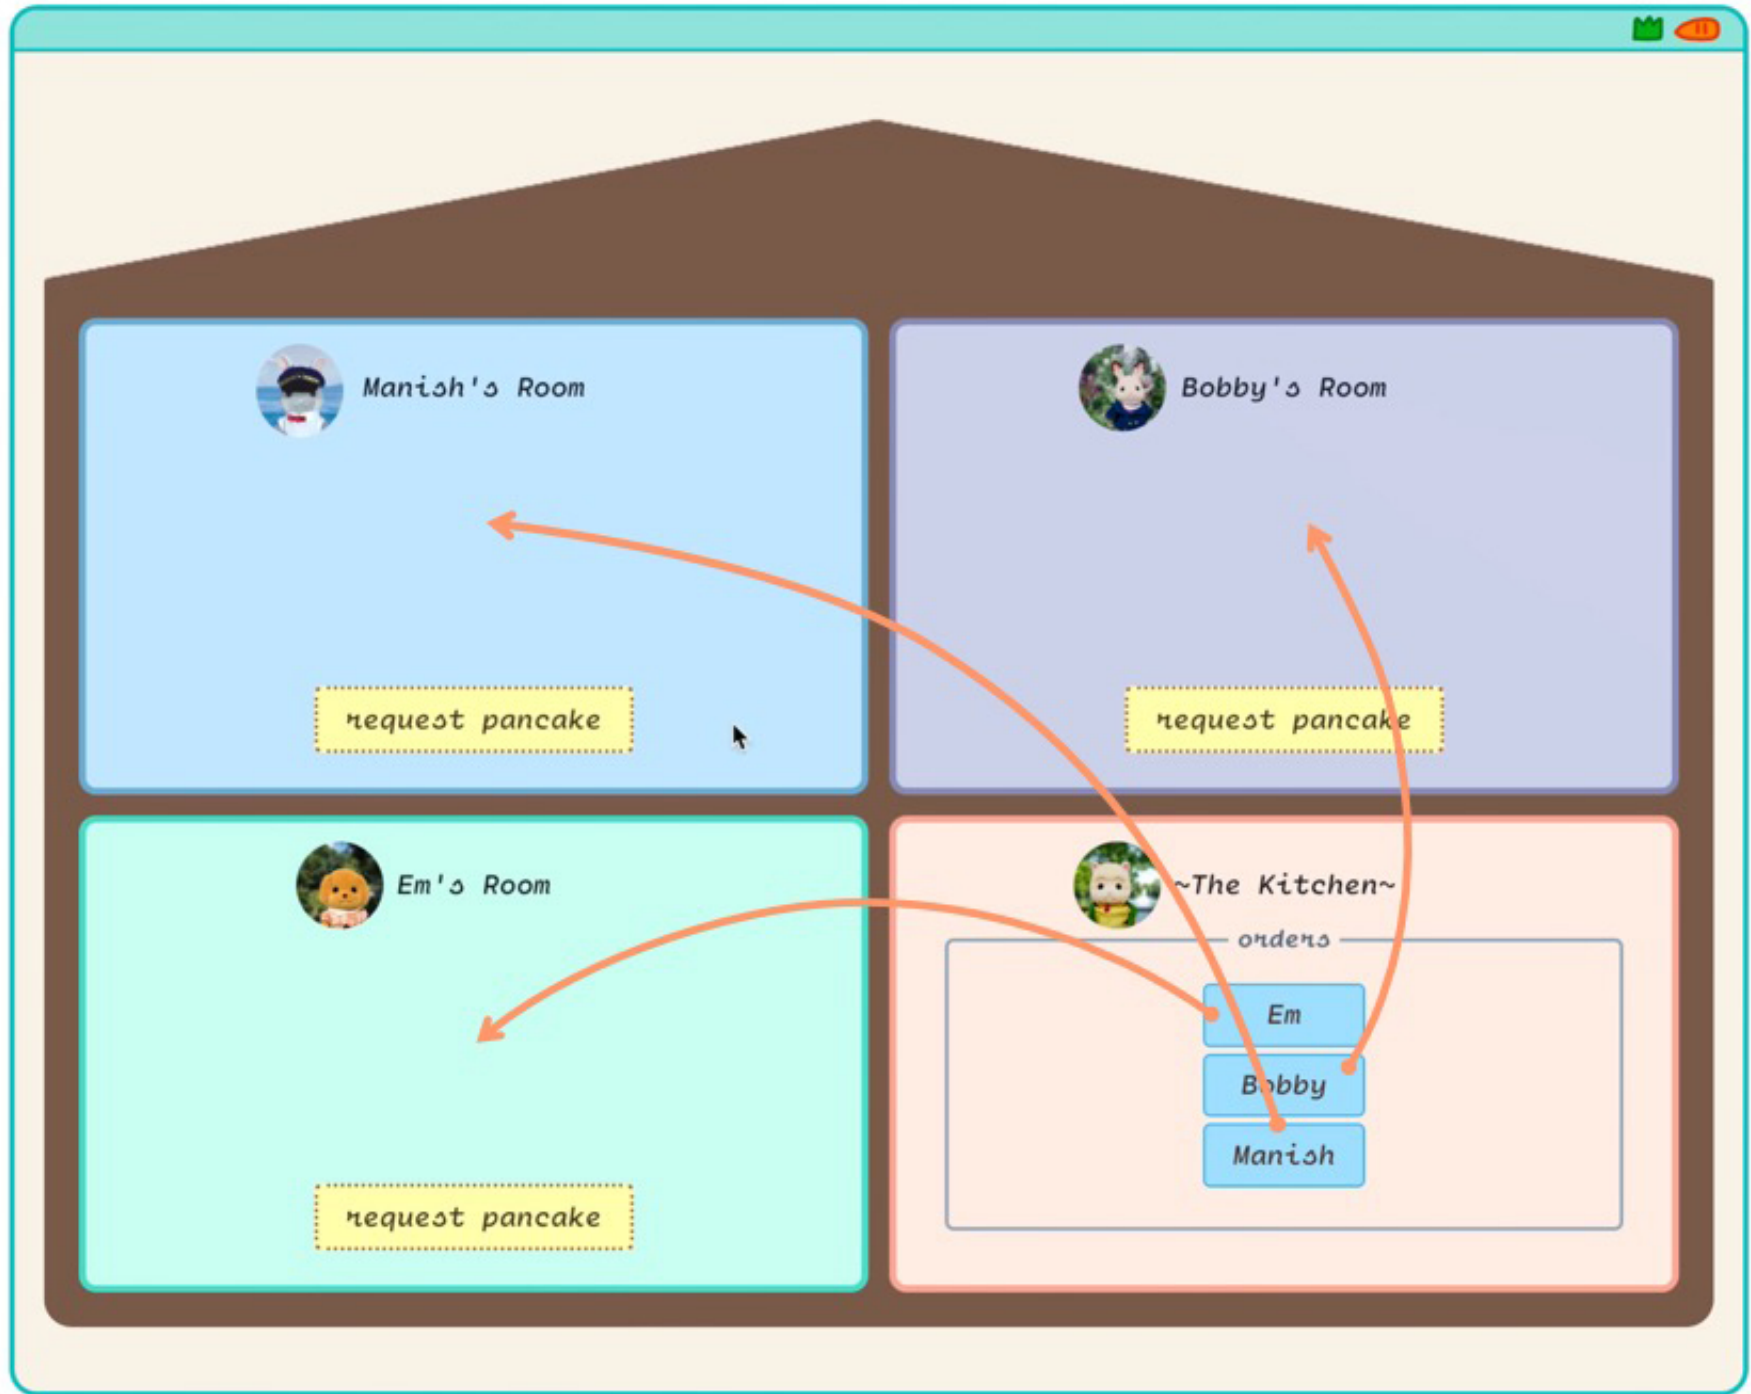 Manish's Room
request pancake
Bobby's Room
request pancake
Em's Room
request pancake
~The Kitchen~
orders
Em
Bobby
Manish